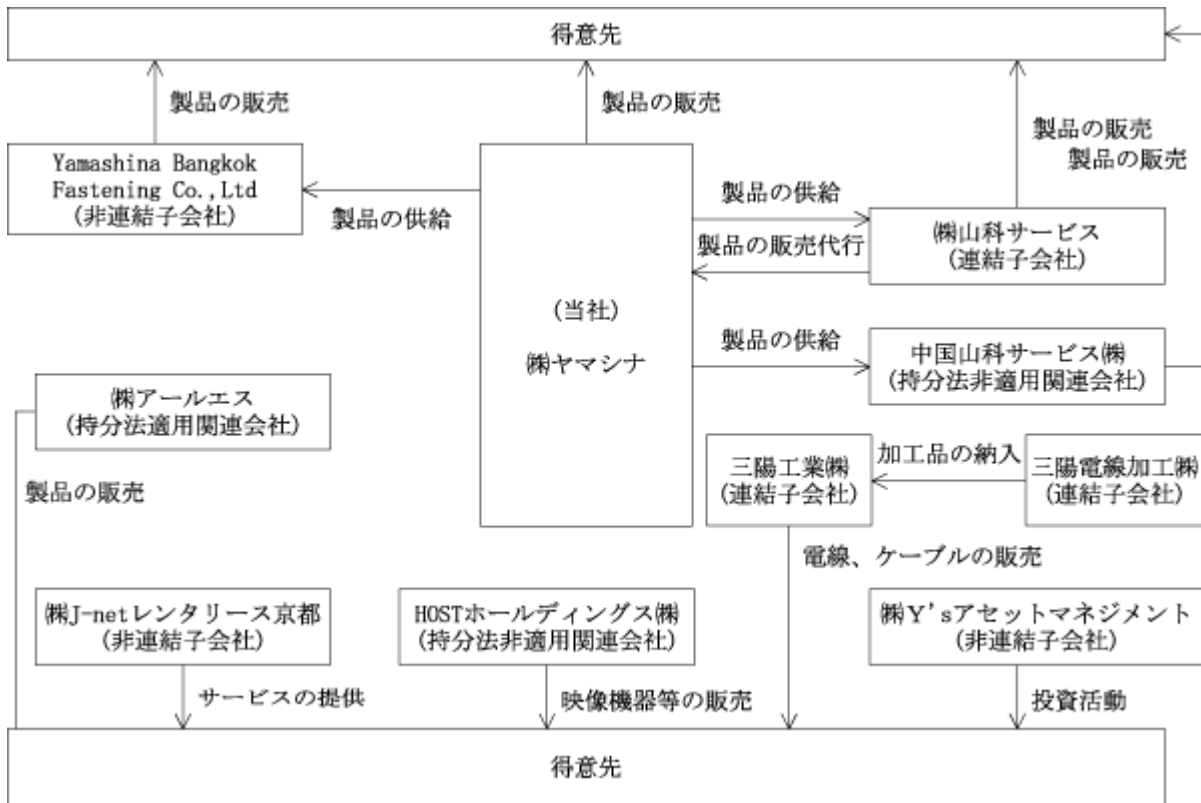 得意先
製品の販売
製品の販売
製品の販売
製品の販売
Yamashina Bangkok
Fastening Co.,Ltd
(非連結子会社)
製品の供給
(当社)
㈱ヤマシナ
製品の供給
製品の販売代行
㈱山科サービス
(連結子会社)
製品の供給
中国山科サービス㈱
(持分法非適用関連会社)
㈱アールエス
(持分法適用関連会社)
製品の販売
三陽工業㈱
(連結子会社)
加工品の納入
三陽電線加工㈱
(連結子会社)
電線、ケーブルの販売
㈱J-netレンタリース京都
(非連結子会社)
HOSTホールディングス㈱
(持分法非適用関連会社)
㈱Y'sアセットマネジメント
(非連結子会社)
サービスの提供
映像機器等の販売
投資活動
得意先